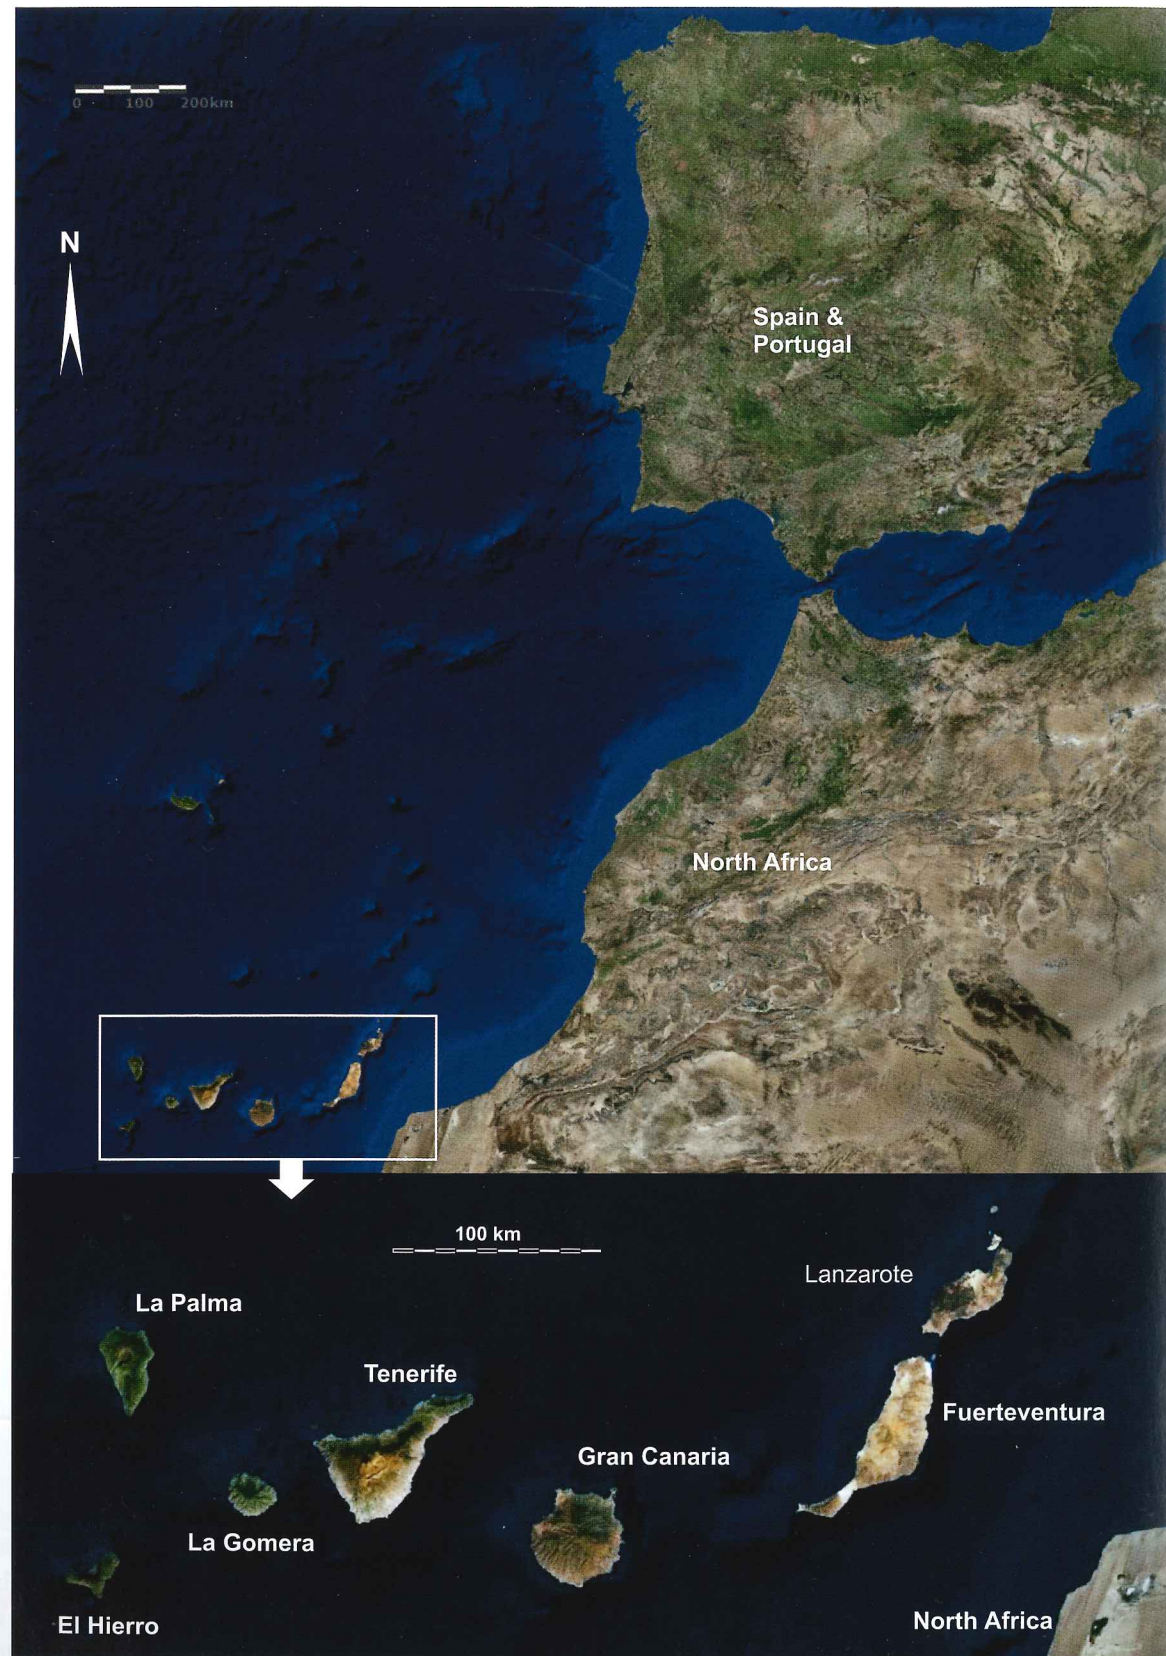 0 100 200km
N
Spain &
Portugal
North Africa
100 km
Lanzarote
La Palma
Tenerife
Fuerteventura
Gran Canaria
La Gomera
North Africa
El Hierro